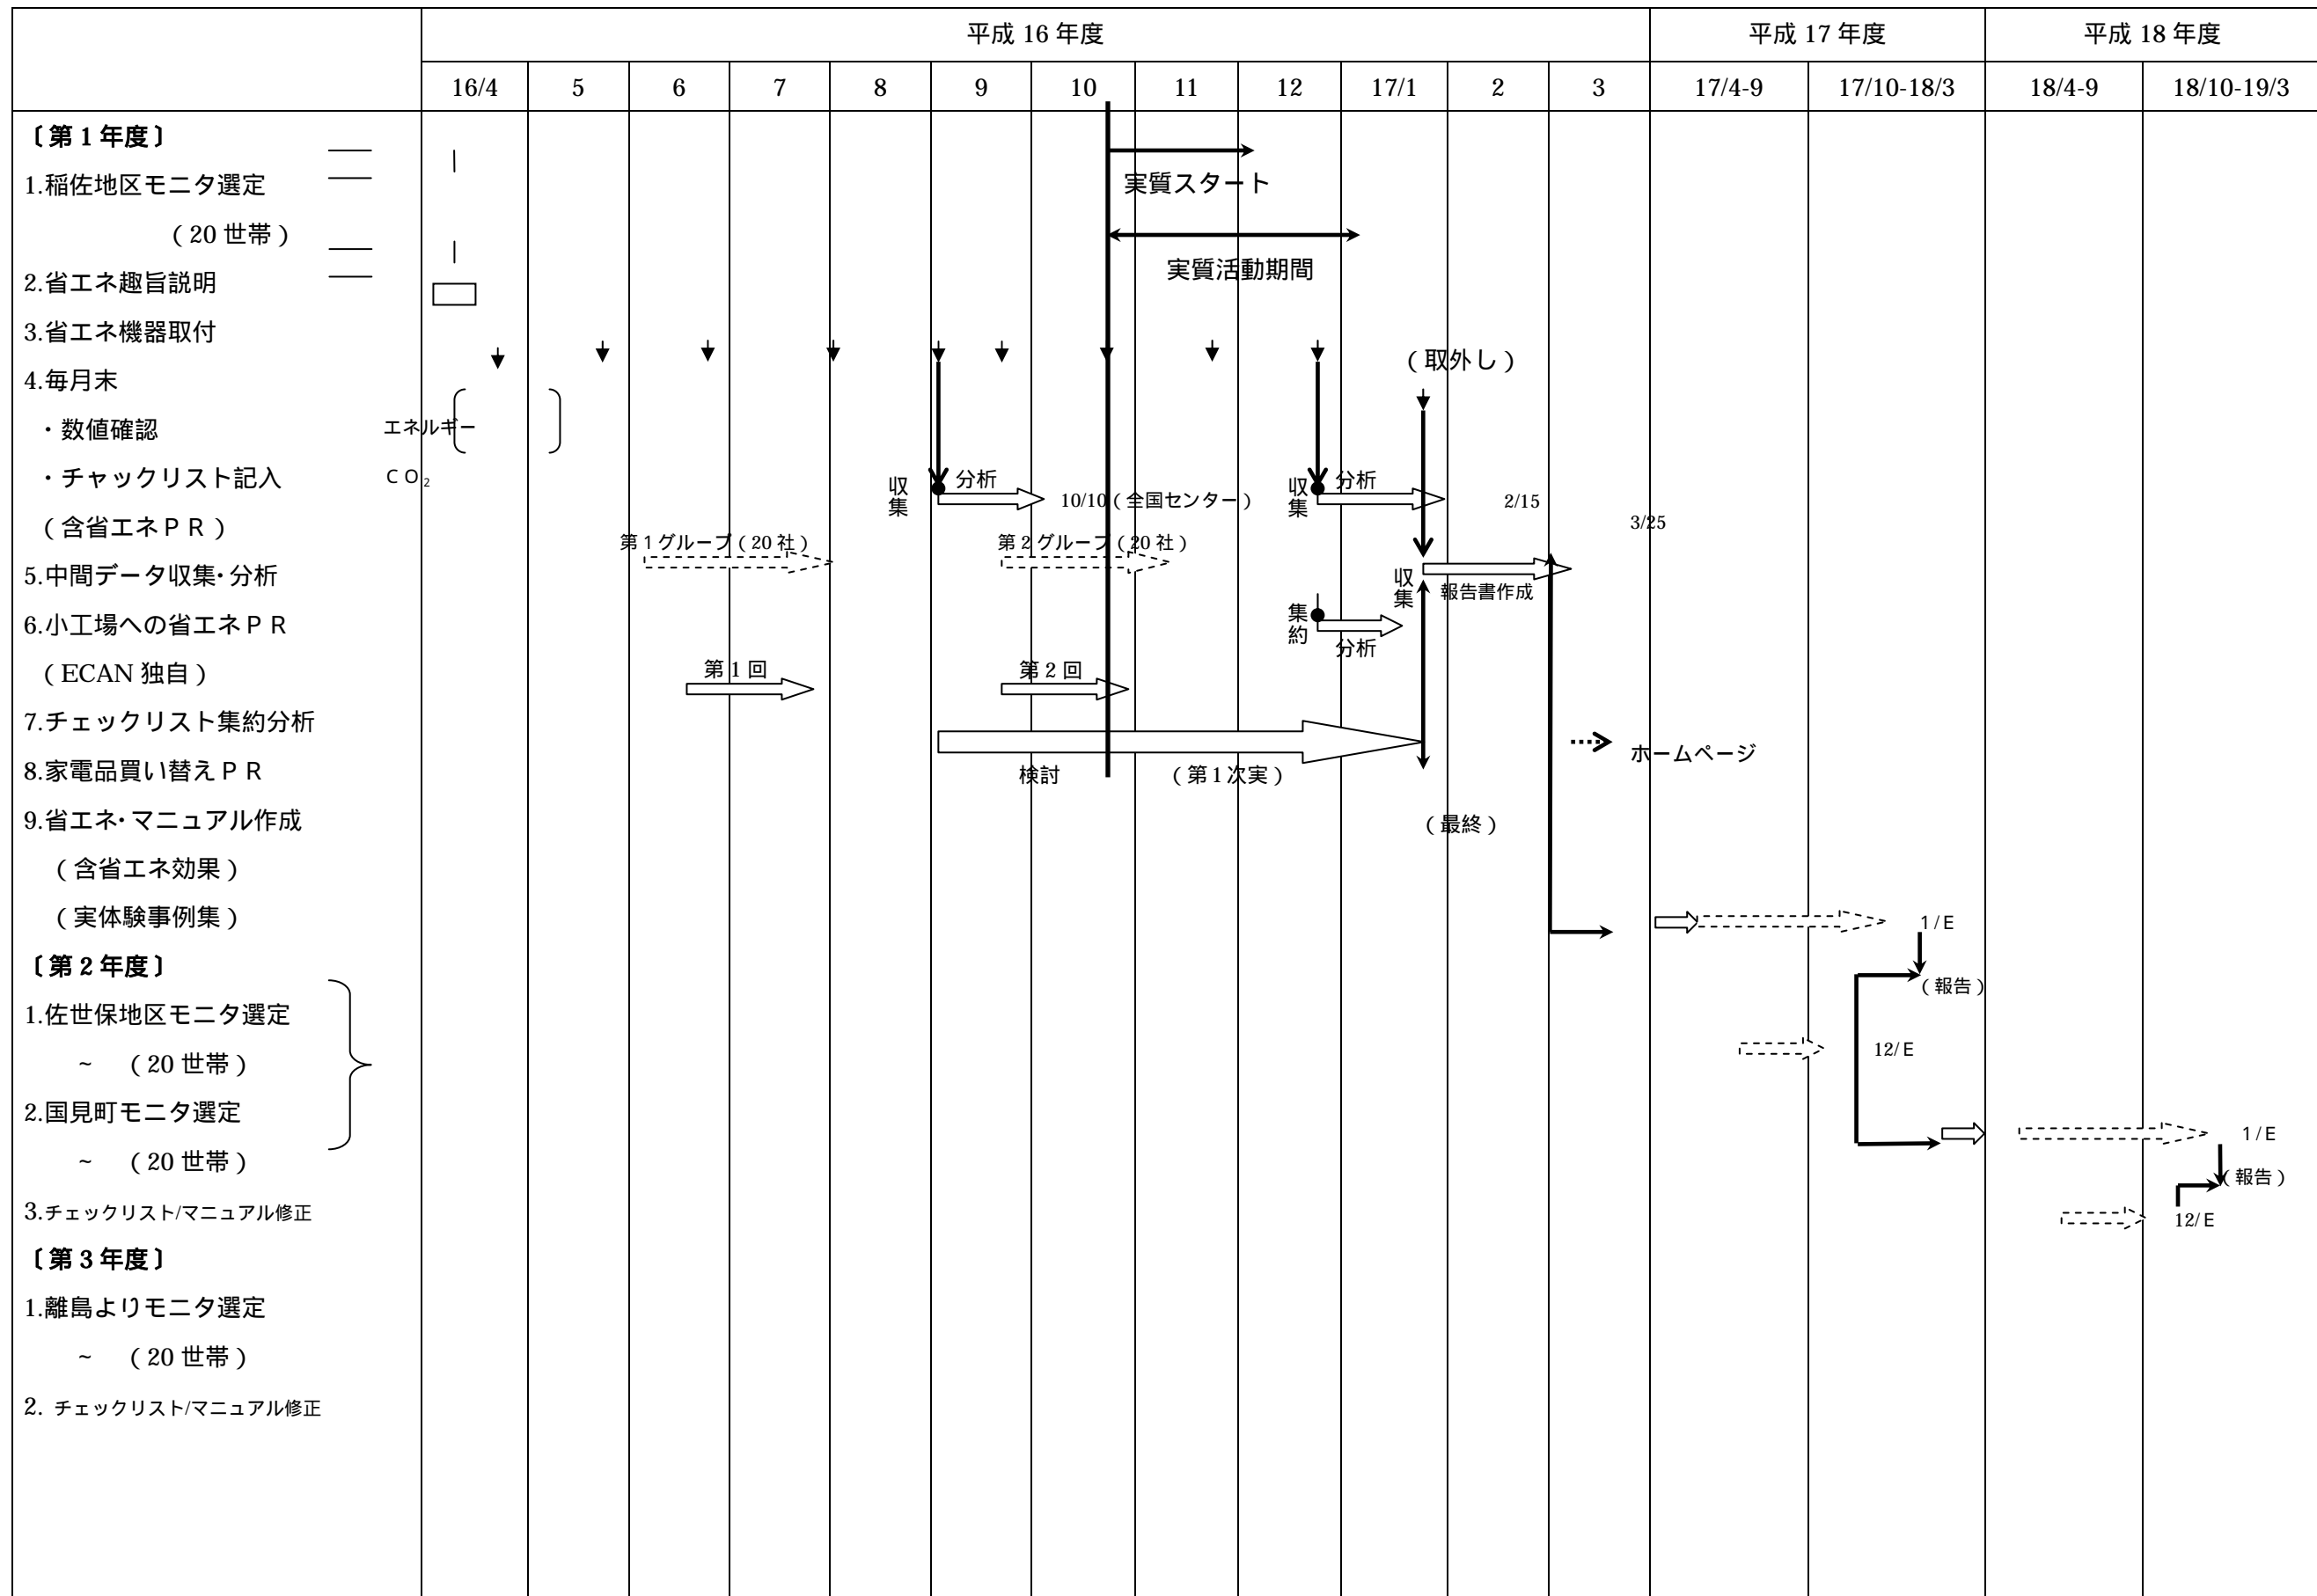 平成 16 年度 平成 17 年度 平成 18 年度
16/4 5 6 7 8 9 10 11 12 17/1 2 3 17/4-9 17/10-18/3 18/4-9 18/10-19/3
〔第 1 年度〕
1.稲佐地区モニタ選定
(20 世帯)
2.省エネ趣旨説明
3.省エネ機器取付
4.毎月末
・数値確認
・チャックリスト記入
(含省エネＰＲ)
5.中間データ収集・分析
6.小工場への省エネＰＲ
(ECAN 独自)
7.チェックリスト集約分析
8.家電品買い替えＰＲ
9.省エネ・マニュアル作成
(含省エネ効果)
(実体験事例集)
〔第 2 年度〕
1.佐世保地区モニタ選定
~ (20 世帯)
2.国見町モニタ選定
~ (20 世帯)
3.チェックリスト/マニュアル修正
〔第 3 年度〕
1.離島よりモニタ選定
~ (20 世帯)
2. チェックリスト/マニュアル修正
実質スタート
実質活動期間
(取外し)
エネルギー
ＣＯ₂
収集
分析
10/10(全国センター)
収集
分析
2/15
3/25
第 1 グループ(20 社)
第 2 グループ(20 社)
収集
報告書作成
集約
分析
第 1 回
第 2 回
ホームページ
検討
(第 1 次実)
(最終)
1/E
(報告)
12/E
1/E
(報告)
12/E